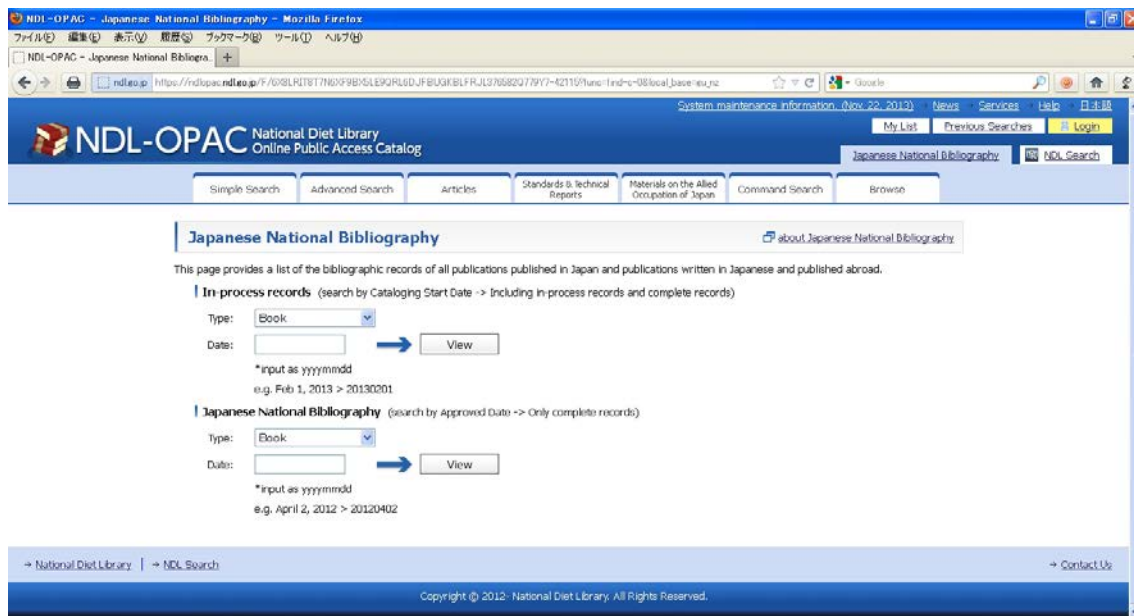 NDL-OPAC - Japanese National Bibliography - Mozilla Firefox
ファイル(F) 編集(E) 表示(V) 履歴(S) ブックマーク(B) ツール(T) ヘルプ(H)
NDL-OPAC - Japanese National Bibliogra... +
ndl.go.jp
Google
System maintenance information. (Nov. 22, 2013) News Services Help 日本語
NDL-OPAC National Diet Library
Online Public Access Catalog
My List Previous Searches Login
Japanese National Bibliography NDL Search
Simple Search Advanced Search Articles Standards & Technical Reports Materials on the Allied Occupation of Japan Command Search Browse
Japanese National Bibliography about Japanese National Bibliography
This page provides a list of the bibliographic records of all publications published in Japan and publications written in Japanese and published abroad.
In-process records (search by Cataloging Start Date -> Including in-process records and complete records)
Type: Book
Date: View
*input as yyyymmdd
e.g. Feb 1, 2013 > 20130201
Japanese National Bibliography (search by Approved Date -> Only complete records)
Type: Book
Date: View
*input as yyyymmdd
e.g. April 2, 2012 > 20120402
→ National Diet Library | → NDL Search → Contact Us
Copyright © 2012- National Diet Library. All Rights Reserved.